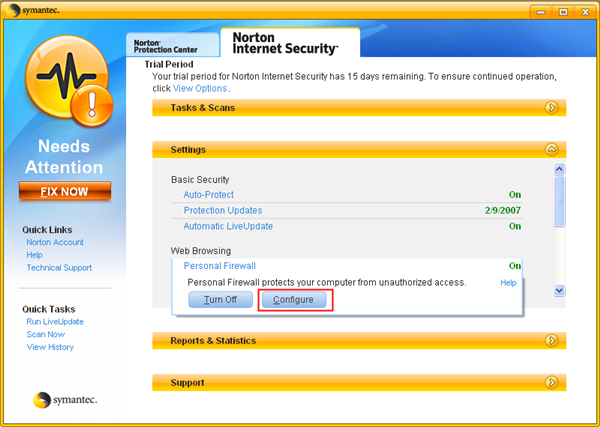 symantec.
Norton™
Protection Center
Norton
Internet Security™
Trial Period
Your trial period for Norton Internet Security has 15 days remaining. To ensure continued operation,
click View Options.
Tasks & Scans
Needs
Attention
FIX NOW
Quick Links
Norton Account
Help
Technical Support
Quick Tasks
Run LiveUpdate
Scan Now
View History
symantec.
Settings
Basic Security
Auto-Protect On
Protection Updates 2/9/2007
Automatic LiveUpdate On
Web Browsing
Personal Firewall On
Personal Firewall protects your computer from unauthorized access. Help
Turn Off Configure
Reports & Statistics
Support